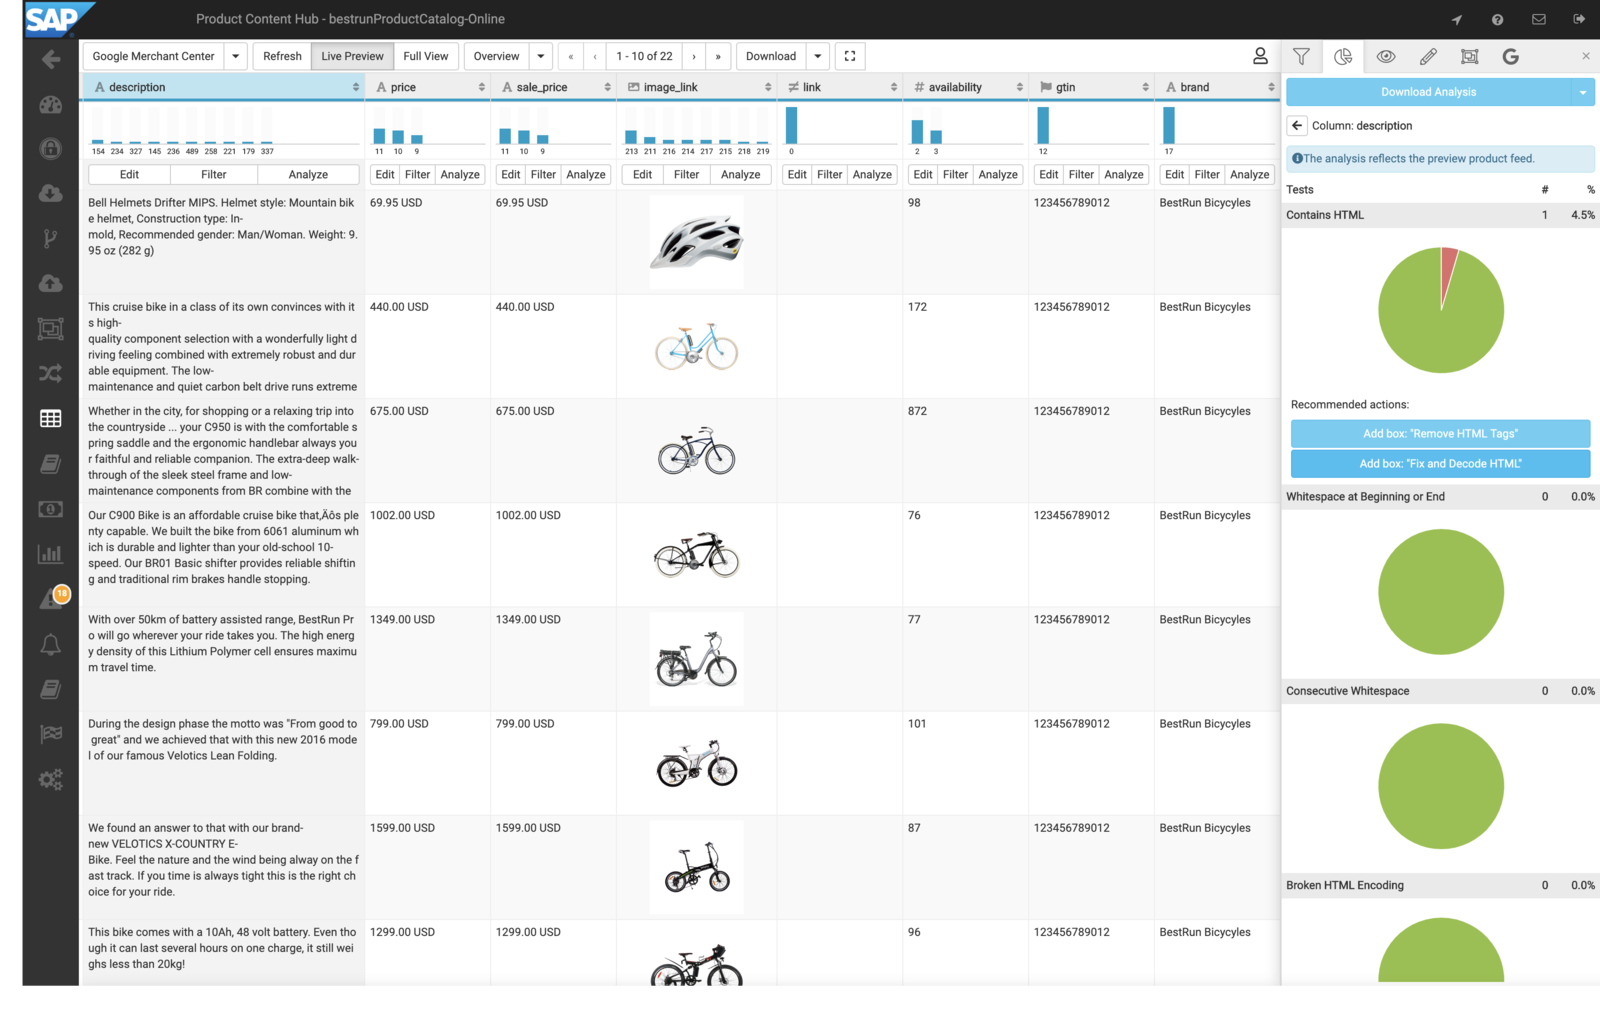 SAP
Product Content Hub - bestrunProductCatalog-Online
Google Merchant Center
Refresh
Live Preview
Full View
Overview
«
‹
1 - 10 of 22
›
»
Download
description
price
sale_price
image_link
link
availability
gtin
brand
154 234 327 145 236 489 258 221 179 337
11 10 9
11 10 9
213 211 216 214 217 215 218 219
0
2 3
12
17
Edit Filter Analyze
Edit Filter Analyze
Edit Filter Analyze
Edit Filter Analyze
Edit Filter Analyze
Edit Filter Analyze
Edit Filter Analyze
Edit Filter Analyze
Bell Helmets Drifter MIPS. Helmet style: Mountain bik
e helmet, Construction type: In-
mold, Recommended gender: Man/Woman. Weight: 9.
95 oz (282 g)
69.95 USD
69.95 USD
98
123456789012
BestRun Bicycyles
This cruise bike in a class of its own convinces with it
s high-
quality component selection with a wonderfully light d
riving feeling combined with extremely robust and dur
able equipment. The low-
maintenance and quiet carbon belt drive runs extreme
440.00 USD
440.00 USD
172
123456789012
BestRun Bicycyles
Whether in the city, for shopping or a relaxing trip into
the countryside ... your C950 is with the comfortable s
pring saddle and the ergonomic handlebar always you
r faithful and reliable companion. The extra-deep walk-
through of the sleek steel frame and low-
maintenance components from BR combine with the
675.00 USD
675.00 USD
872
123456789012
BestRun Bicycyles
Our C900 Bike is an affordable cruise bike that‚Äôs ple
nty capable. We built the bike from 6061 aluminum wh
ich is durable and lighter than your old-school 10-
speed. Our BR01 Basic shifter provides reliable shiftin
g and traditional rim brakes handle stopping.
1002.00 USD
1002.00 USD
76
123456789012
BestRun Bicycyles
With over 50km of battery assisted range, BestRun Pr
o will go wherever your ride takes you. The high energ
y density of this Lithium Polymer cell ensures maximu
m travel time.
1349.00 USD
1349.00 USD
77
123456789012
BestRun Bicycyles
During the design phase the motto was "From good to
great" and we achieved that with this new 2016 mode
l of our famous Velotics Lean Folding.
799.00 USD
799.00 USD
101
123456789012
BestRun Bicycyles
We found an answer to that with our brand-
new VELOTICS X-COUNTRY E-
Bike. Feel the nature and the wind being alway on the f
ast track. If you time is always tight this is the right ch
oice for your ride.
1599.00 USD
1599.00 USD
87
123456789012
BestRun Bicycyles
This bike comes with a 10Ah, 48 volt battery. Even tho
ugh it can last several hours on one charge, it still wei
ghs less than 20kg!
1299.00 USD
1299.00 USD
96
123456789012
BestRun Bicycyles
18
Download Analysis
Column: description
The analysis reflects the preview product feed.
Tests # %
Contains HTML 1 4.5%
Recommended actions:
Add box: "Remove HTML Tags"
Add box: "Fix and Decode HTML"
Whitespace at Beginning or End 0 0.0%
Consecutive Whitespace 0 0.0%
Broken HTML Encoding 0 0.0%